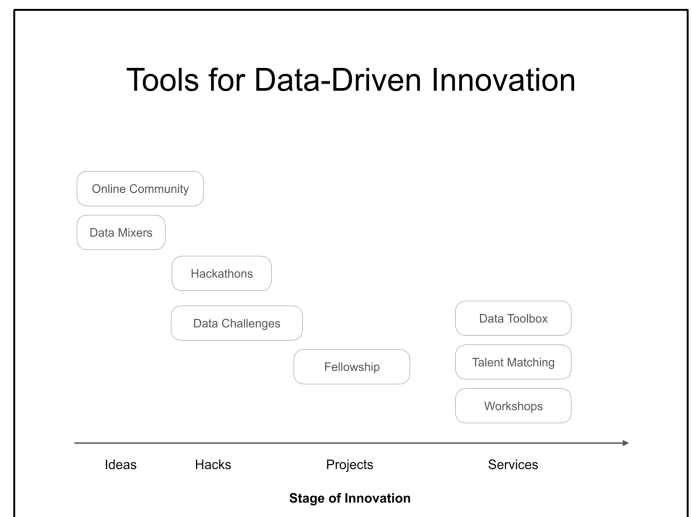 Tools for Data-Driven Innovation
Online Community
Data Mixers
Hackathons
Data Challenges
Data Toolbox
Fellowship
Talent Matching
Workshops
Ideas
Hacks
Projects
Services
Stage of Innovation